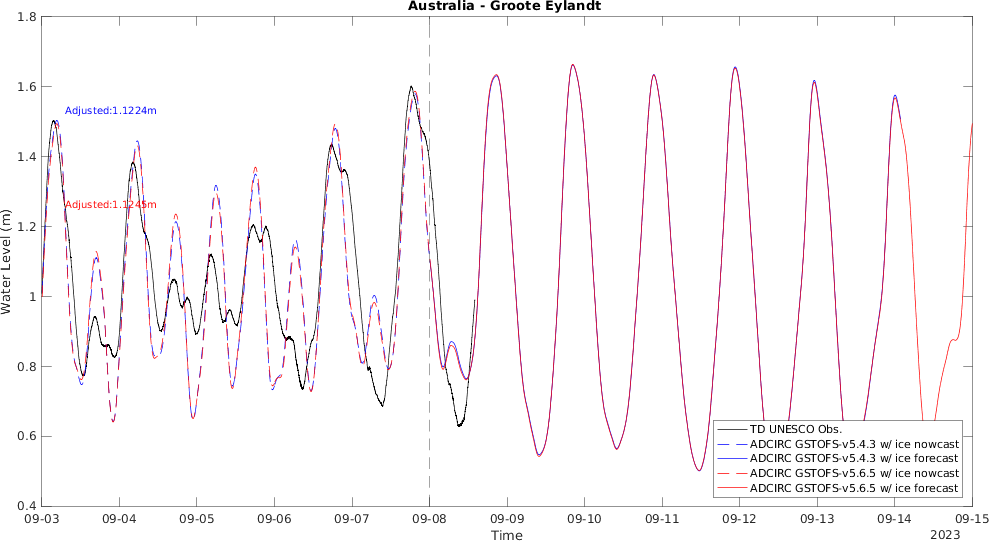 Australia - Groote Eylandt
1.8
1.6
1.4
1.2
1
0.8
0.6
0.4
Water Level (m)
Adjusted:1.1224m
Adjusted:1.1245m
TD UNESCO Obs.
ADCIRC GSTOFS-v5.4.3 w/ ice nowcast
ADCIRC GSTOFS-v5.4.3 w/ ice forecast
ADCIRC GSTOFS-v5.6.5 w/ ice nowcast
ADCIRC GSTOFS-v5.6.5 w/ ice forecast
09-03 09-04 09-05 09-06 09-07 09-08 09-09 09-10 09-11 09-12 09-13 09-14 09-15
Time
2023